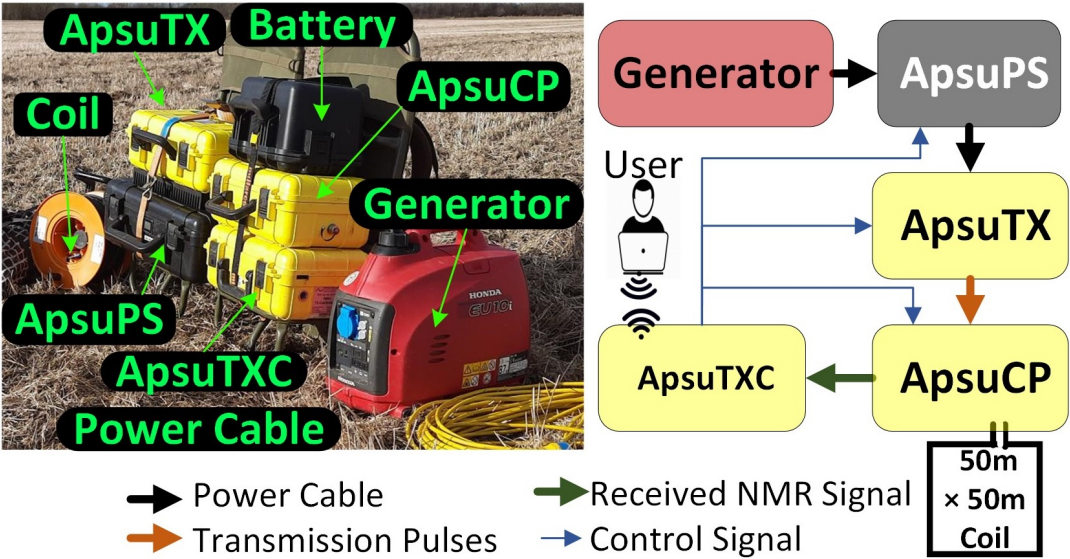 ApsuTX
Battery
ApsuCP
Coil
Generator
HONDA
EU10i
ApsuPS
ApsuTXC
Power Cable
Generator
ApsuPS
User
ApsuTX
ApsuTXC
ApsuCP
50m
× 50m
Coil
Power Cable
Received NMR Signal
Transmission Pulses
Control Signal